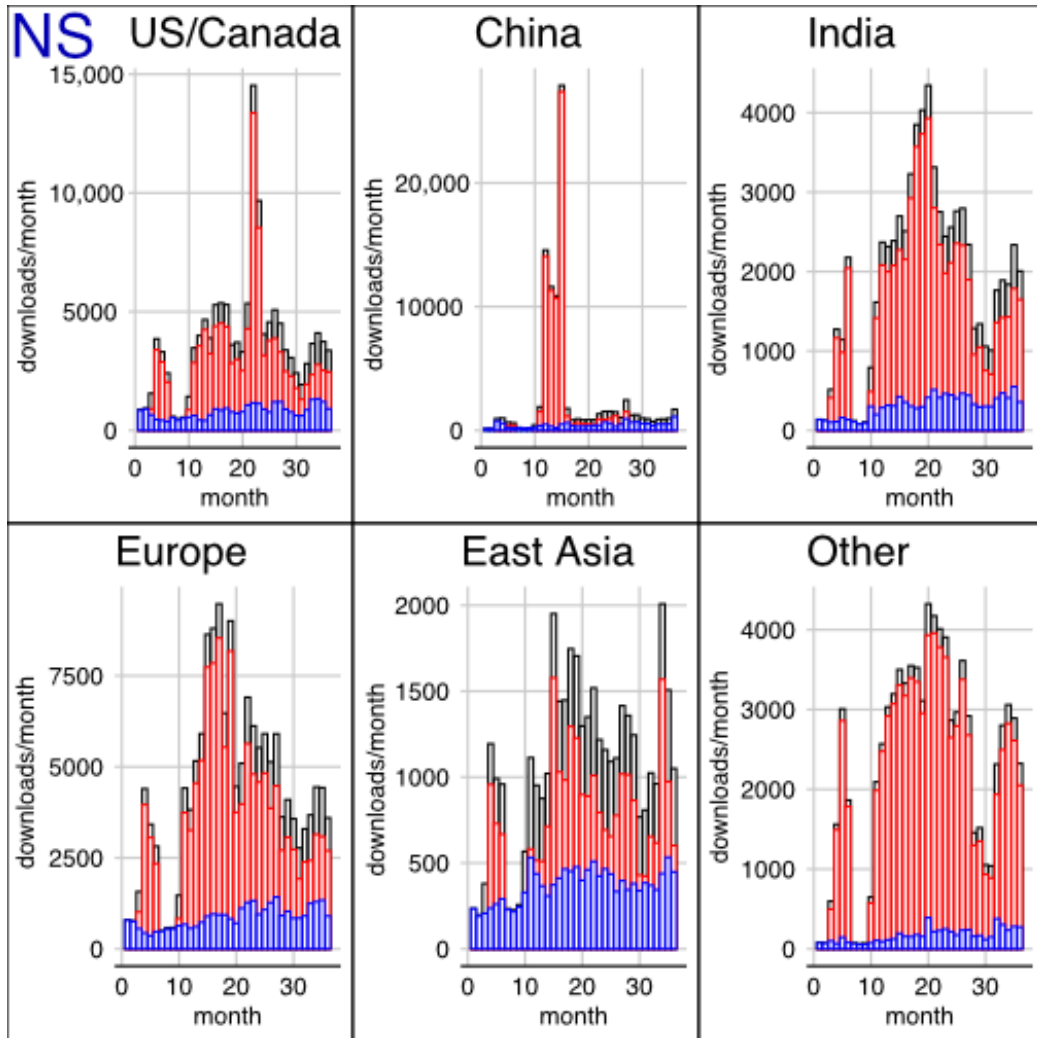 NS
US/Canada
15,000
10,000
5000
0
downloads/month
0 10 20 30
month
China
20,000
10000
0
downloads/month
0 10 20 30
month
India
4000
3000
2000
1000
0
downloads/month
0 10 20 30
month
Europe
7500
5000
2500
0
downloads/month
0 10 20 30
month
East Asia
2000
1500
1000
500
0
downloads/month
0 10 20 30
month
Other
4000
3000
2000
1000
0
downloads/month
0 10 20 30
month